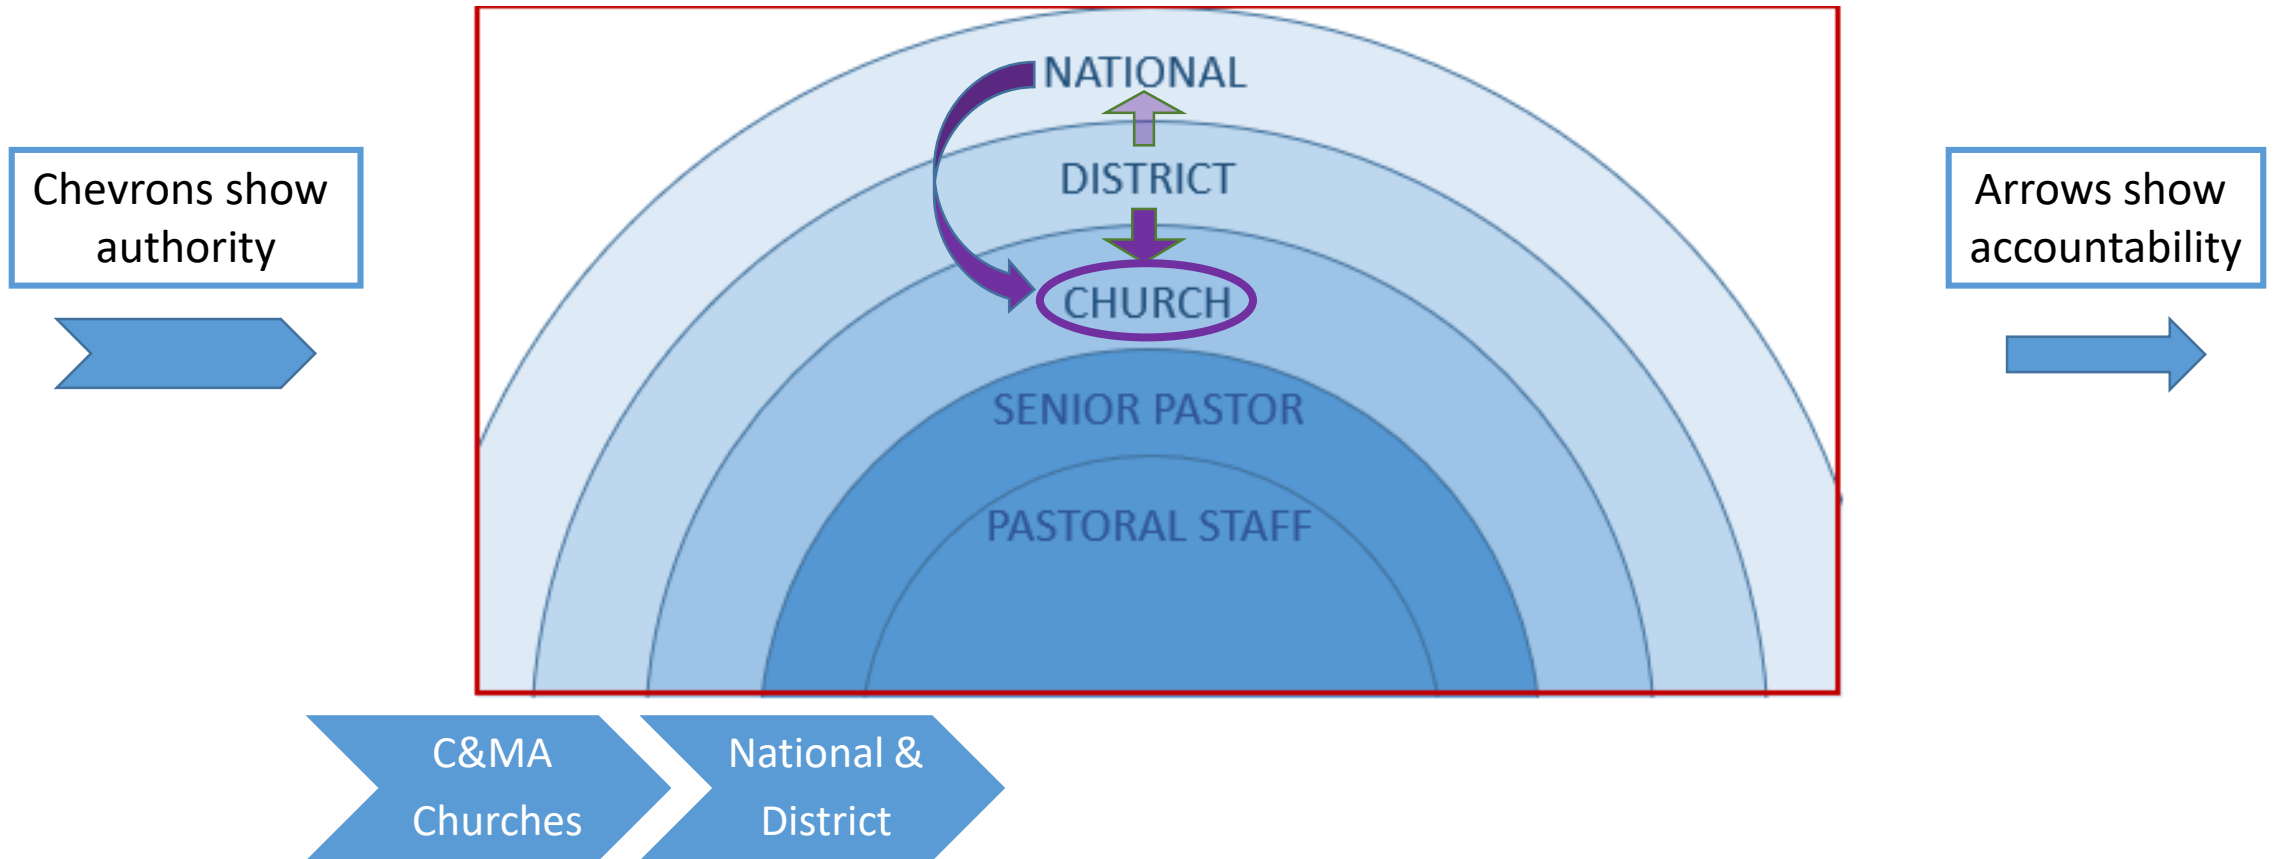 Chevrons show
authority
NATIONAL
DISTRICT
CHURCH
SENIOR PASTOR
PASTORAL STAFF
Arrows show
accountability
C&MA
Churches
National &
District